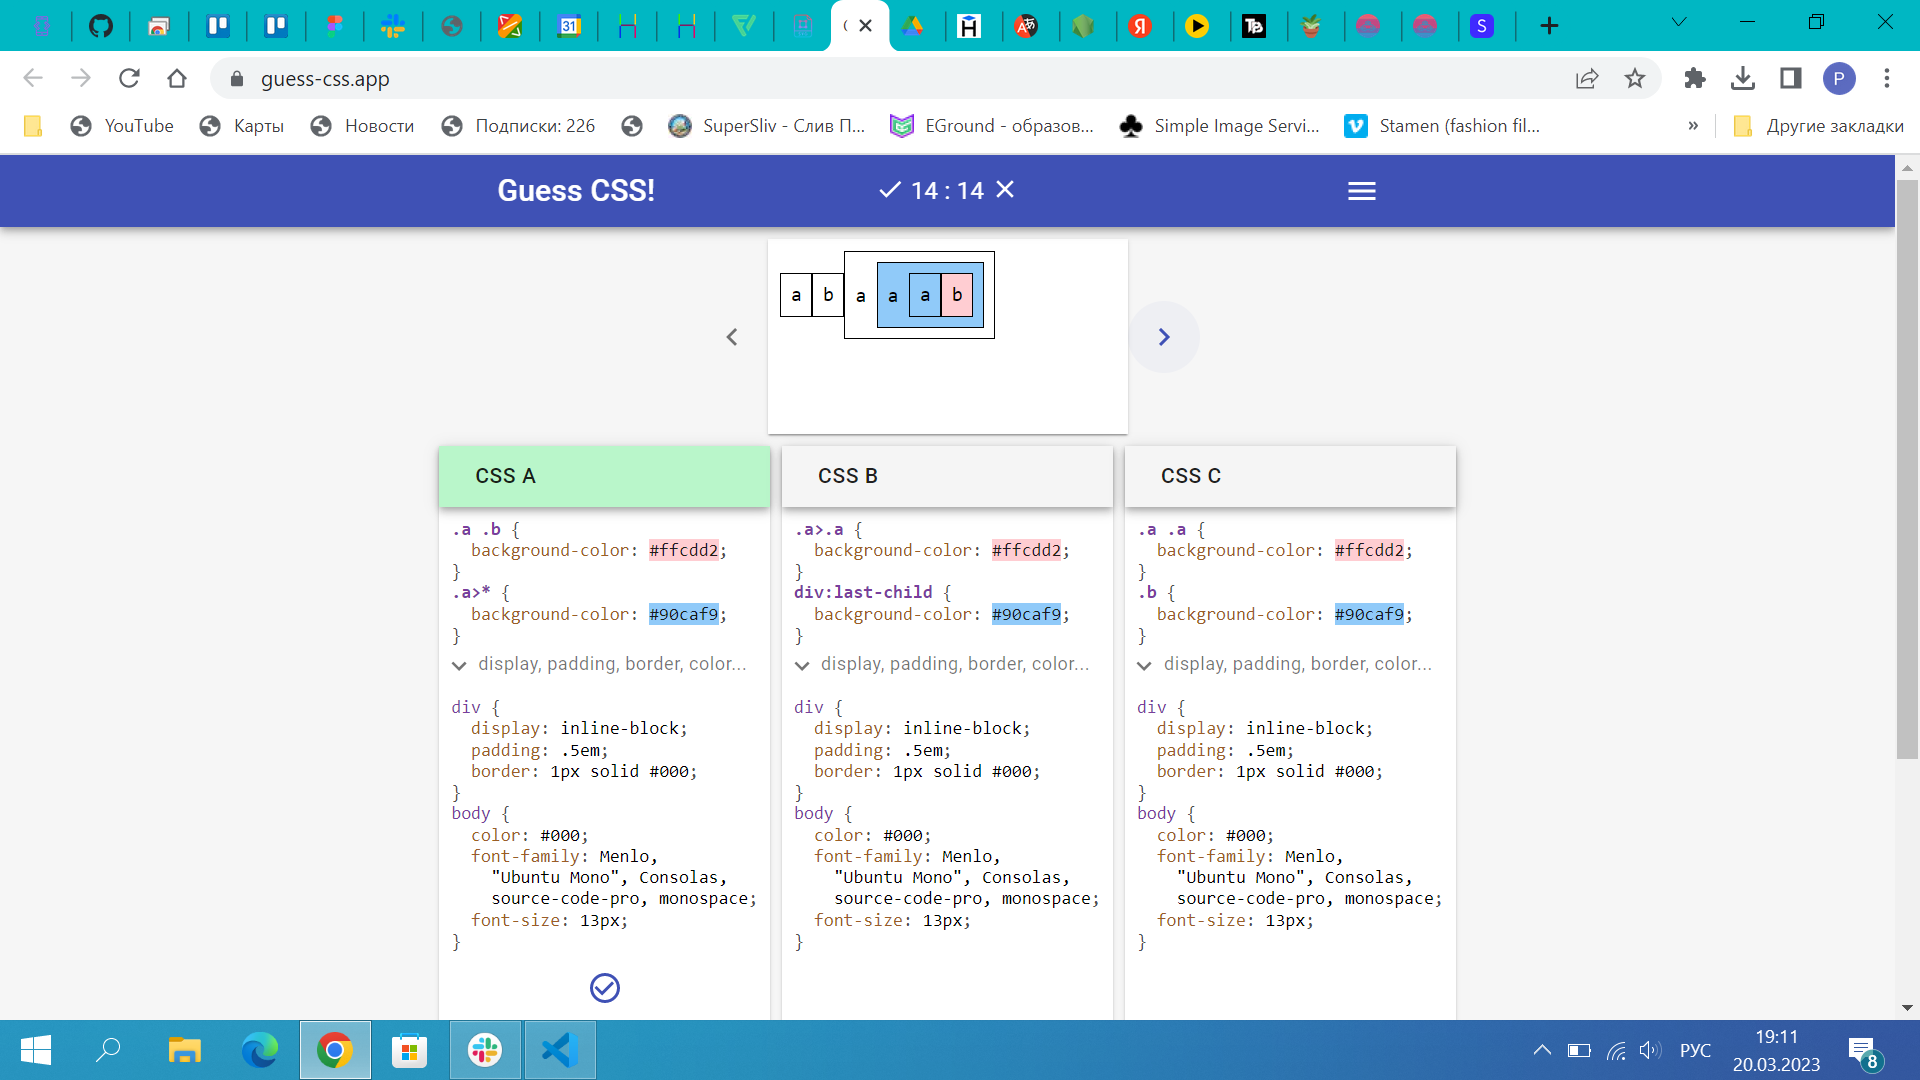 31
Я
TB
S
guess-css.app
P
YouTube
Карты
Новости
Подписки: 226
SuperSliv - Слив П...
EGround - образов...
Simple Image Servi...
Stamen (fashion fil...
»
Другие закладки
Guess CSS!
14 : 14
a b a a a b
CSS A
.a .b {
background-color: #ffcdd2;
}
.a>* {
background-color: #90caf9;
}
display, padding, border, color...
div {
display: inline-block;
padding: .5em;
border: 1px solid #000;
}
body {
color: #000;
font-family: Menlo,
"Ubuntu Mono", Consolas,
source-code-pro, monospace;
font-size: 13px;
}
CSS B
.a>.a {
background-color: #ffcdd2;
}
div:last-child {
background-color: #90caf9;
}
display, padding, border, color...
div {
display: inline-block;
padding: .5em;
border: 1px solid #000;
}
body {
color: #000;
font-family: Menlo,
"Ubuntu Mono", Consolas,
source-code-pro, monospace;
font-size: 13px;
}
CSS C
.a .a {
background-color: #ffcdd2;
}
.b {
background-color: #90caf9;
}
display, padding, border, color...
div {
display: inline-block;
padding: .5em;
border: 1px solid #000;
}
body {
color: #000;
font-family: Menlo,
"Ubuntu Mono", Consolas,
source-code-pro, monospace;
font-size: 13px;
}
РУС
19:11
20.03.2023
8